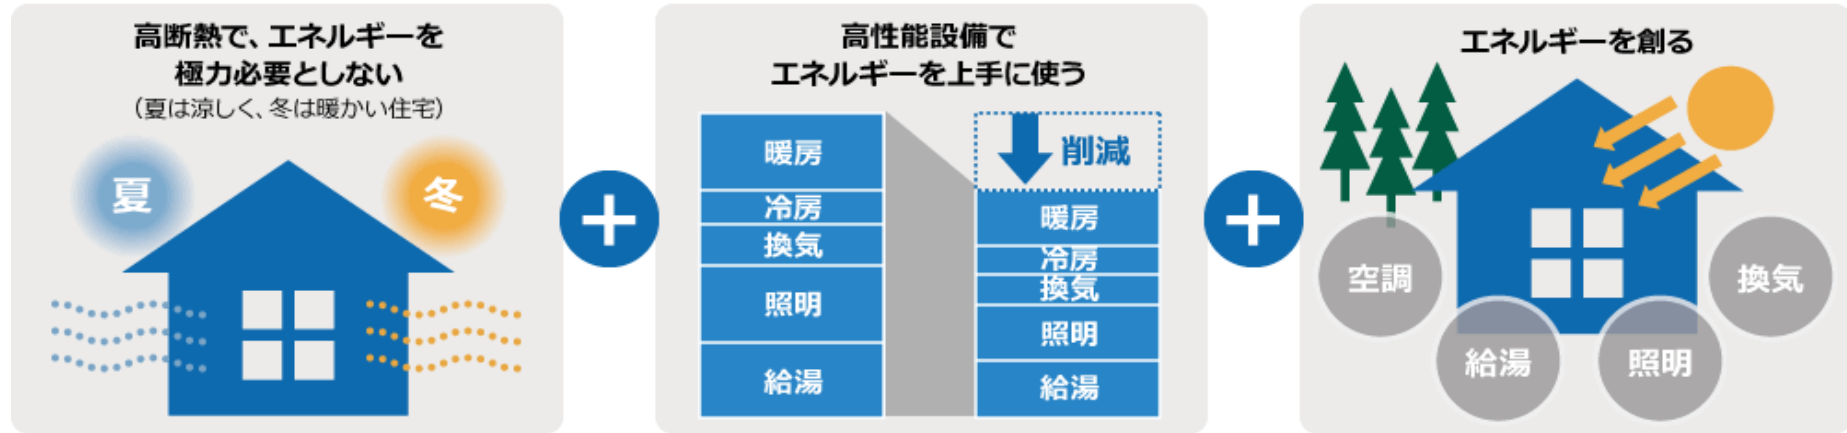 高断熱で、エネルギーを
極力必要としない
(夏は涼しく、冬は暖かい住宅)
夏
冬
+
高性能設備で
エネルギーを上手に使う
暖房
冷房
換気
照明
給湯
削減
暖房
冷房
換気
照明
給湯
+
エネルギーを創る
空調
給湯
照明
換気